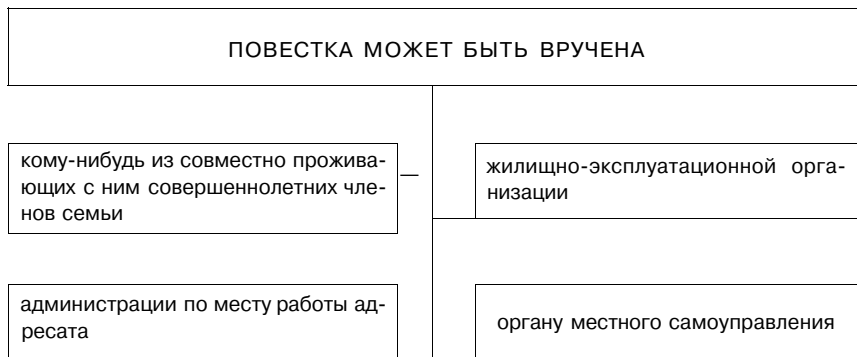 ПОВЕСТКА МОЖЕТ БЫТЬ ВРУЧЕНА
кому-нибудь из совместно прожива-
ющих с ним совершеннолетних чле-
нов семьи
жилищно-эксплуатационной орга-
низации
администрации по месту работы ад-
ресата
органу местного самоуправления